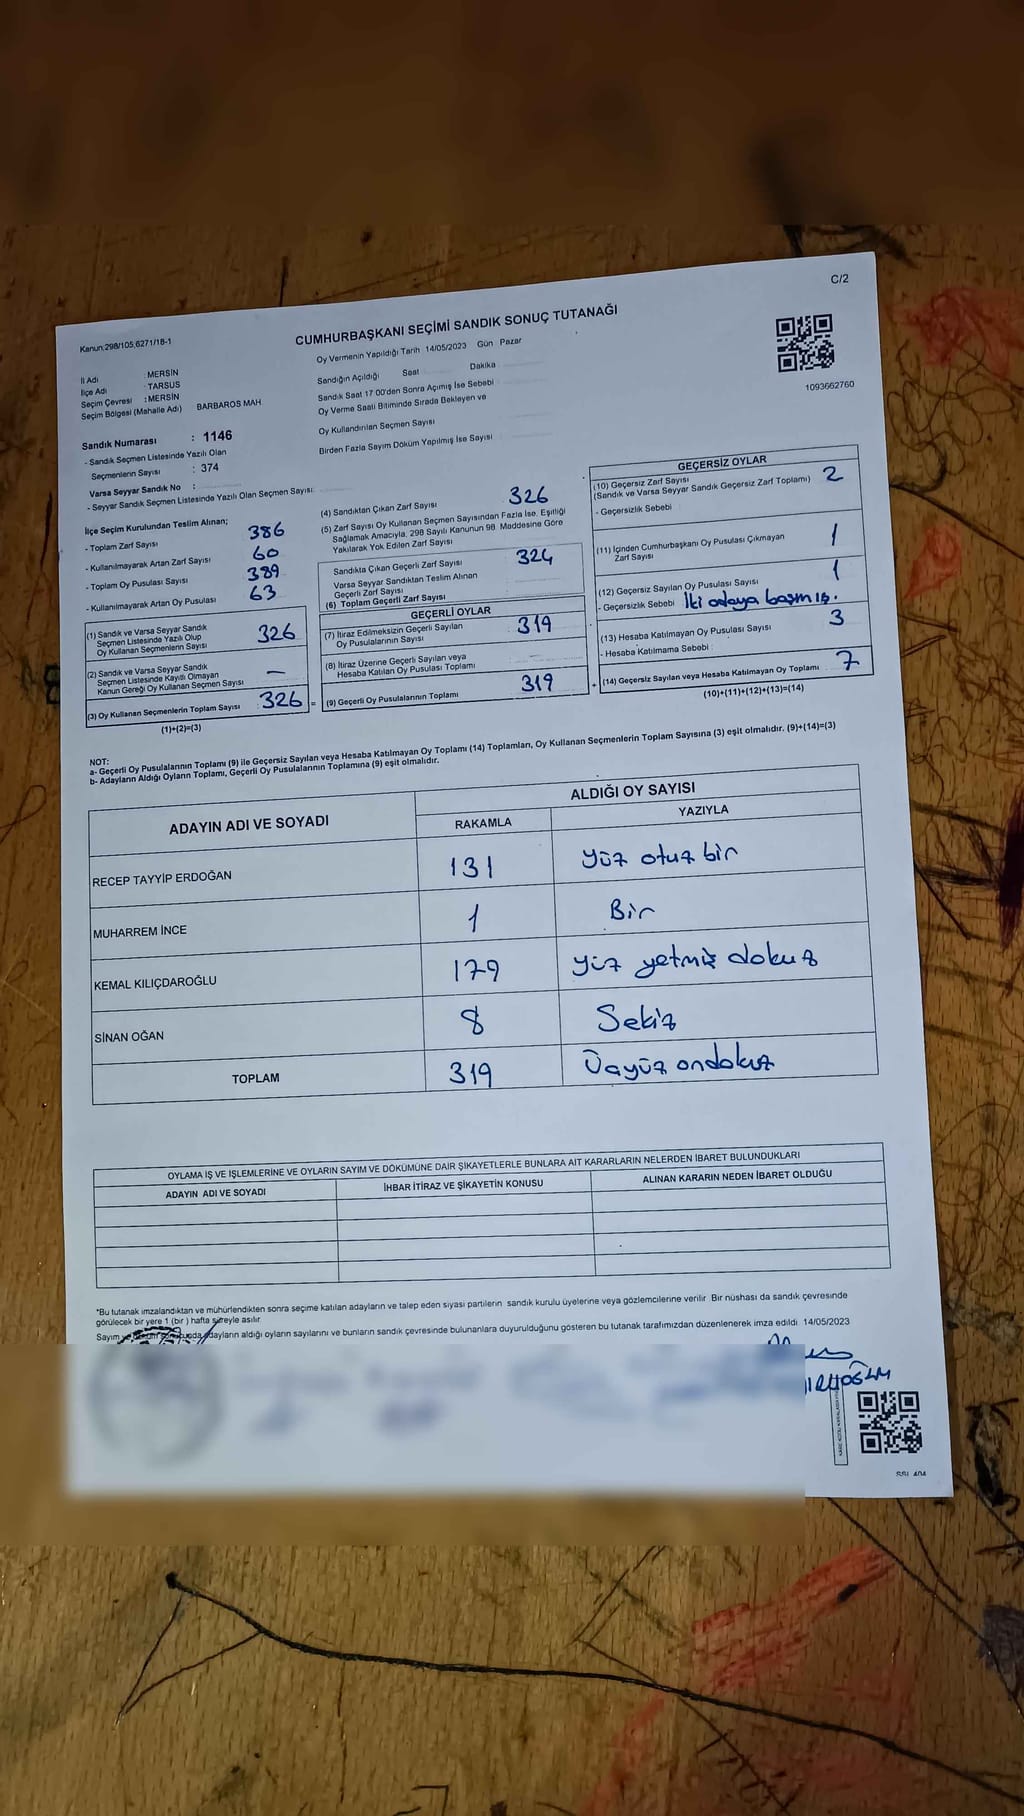 C/2
Kanun:298/105,6271/18-1
CUMHURBAŞKANI SEÇİMİ SANDIK SONUÇ TUTANAĞI
1093662760
İl Adı : MERSİN
İlçe Adı : TARSUS
Seçim Çevresi : MERSİN
Seçim Bölgesi (Mahalle Adı) BARBAROS MAH.
Sandık Numarası : 1146
- Sandık Seçmen Listesinde Yazılı Olan
Seçmenlerin Sayısı : 374
Varsa Seyyar Sandık No :
- Seyyar Sandık Seçmen Listesinde Yazılı Olan Seçmen Sayısı:
Oy Vermenin Yapıldığı Tarih 14/05/2023 Gün Pazar
Sandığın Açıldığı Saat Dakika
Sandık Saat 17:00'den Sonra Açımış İse Sebebi
Oy Verme Saati Bitiminde Sırada Bekleyen ve
Oy Kullandırılan Seçmen Sayısı
Birden Fazla Sayım Döküm Yapılmış İse Sayısı
İlçe Seçim Kurulundan Teslim Alınan;
- Toplam Zarf Sayısı 386
- Kullanılmayarak Artan Zarf Sayısı 60
- Toplam Oy Pusulası Sayısı 389
- Kullanılmayarak Artan Oy Pusulası 63
(1) Sandık ve Varsa Seyyar Sandık
Seçmen Listesinde Yazılı Olup
Oy Kullanan Seçmenlerin Sayısı 326
(2) Sandık ve Varsa Seyyar Sandık
Seçmen Listesinde Kayıtlı Olmayan
Kanun Gereği Oy Kullanan Seçmen Sayısı —
(3) Oy Kullanan Seçmenlerin Toplam Sayısı 326 =
(1)+(2)=(3)
(4) Sandıktan Çıkan Zarf Sayısı 326
(5) Zarf Sayısı Oy Kullanan Seçmen Sayısından Fazla İse, Eşitliği
Sağlamak Amacıyla, 298 Sayılı Kanunun 98. Maddesine Göre
Yakılarak Yok Edilen Zarf Sayısı
Sandıkta Çıkan Geçerli Zarf Sayısı 324
Varsa Seyyar Sandıktan Teslim Alınan
Geçerli Zarf Sayısı
(6) Toplam Geçerli Zarf Sayısı
GEÇERLİ OYLAR
(7) İtiraz Edilmeksizin Geçerli Sayılan
Oy Pusulalarının Sayısı 319
(8) İtiraz Üzerine Geçerli Sayılan veya
Hesaba Katılan Oy Pusulası Toplamı
(9) Geçerli Oy Pusulalarının Toplamı 319 +
GEÇERSİZ OYLAR
(10) Geçersiz Zarf Sayısı 2
(Sandık ve Varsa Seyyar Sandık Geçersiz Zarf Toplamı)
- Geçersizlik Sebebi
(11) İçinden Cumhurbaşkanı Oy Pusulası Çıkmayan
Zarf Sayısı 1
(12) Geçersiz Sayılan Oy Pusulası Sayısı 1
- Geçersizlik Sebebi İki adaya basmış.
(13) Hesaba Katılmayan Oy Pusulası Sayısı 3
- Hesaba Katılmama Sebebi
(14) Geçersiz Sayılan veya Hesaba Katılmayan Oy Toplamı 7
(10)+(11)+(12)+(13)=(14)
NOT:
a- Geçerli Oy Pusulalarının Toplamı (9) ile Geçersiz Sayılan veya Hesaba Katılmayan Oy Toplamı (14) Toplamları, Oy Kullanan Seçmenlerin Toplam Sayısına (3) eşit olmalıdır. (9)+(14)=(3)
b- Adayların Aldığı Oyların Toplamı, Geçerli Oy Pusulalarının Toplamına (9) eşit olmalıdır.
ADAYIN ADI VE SOYADI ALDIĞI OY SAYISI
RAKAMLA YAZIYLA
RECEP TAYYİP ERDOĞAN 131 Yüz otuz bir
MUHARREM İNCE 1 Bir
KEMAL KILIÇDAROĞLU 179 Yüz yetmiş dokuz
SİNAN OĞAN 8 Sekiz
TOPLAM 319 Üçyüz ondokuz
OYLAMA İŞ VE İŞLEMLERİNE VE OYLARIN SAYIM VE DÖKÜMÜNE DAİR ŞİKAYETLERLE BUNLARA AİT KARARLARIN NELERDEN İBARET BULUNDUKLARI
ADAYIN ADI VE SOYADI İHBAR İTİRAZ VE ŞİKAYETİN KONUSU ALINAN KARARIN NEDEN İBARET OLDUĞU
*Bu tutanak imzalandıktan ve mühürlendikten sonra seçime katılan adayların ve talep eden siyasi partilerin sandık kurulu üyelerine veya gözlemcilerine verilir. Bir nüshası da sandık çevresinde
görülecek bir yere 1 (bir) hafta süreyle asılır.
Sayım adayların aldığı oyların sayılarını ve bunların sandık çevresinde bulunanlara duyurulduğunu gösteren bu tutanak tarafımızdan düzenlenerek imza edildi. 14/05/2023